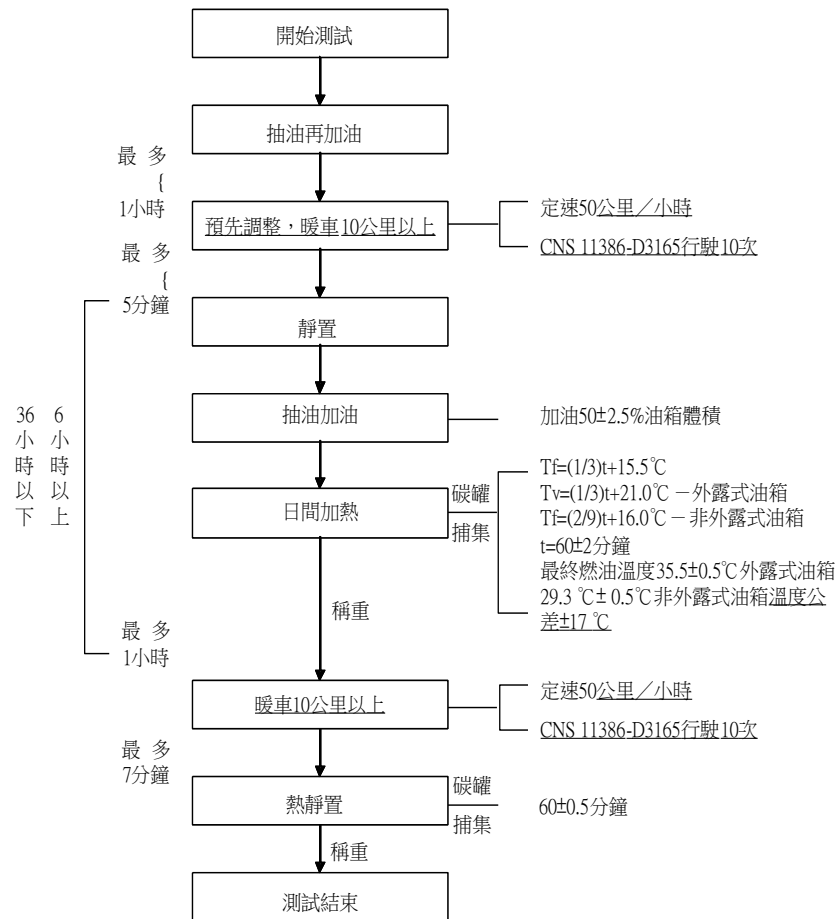 開始測試
抽油再加油
最 多
{
1小時
預先調整，暖車10公里以上
定速50公里／小時
CNS 11386-D3165行駛10次
最 多
{
5分鐘
靜置
抽油加油
加油50±2.5%油箱體積
36小時以下
6小時以上
日間加熱
碳罐
捕集
Tf=(1/3)t+15.5℃
Tv=(1/3)t+21.0℃－外露式油箱
Tf=(2/9)t+16.0℃－非外露式油箱
t=60±2分鐘
最終燃油溫度35.5±0.5℃外露式油箱
29.3 ℃± 0.5℃非外露式油箱溫度公
差±17 ℃
稱重
最 多
1小時
暖車10公里以上
定速50公里／小時
CNS 11386-D3165行駛10次
最 多
7分鐘
熱靜置
碳罐
捕集
60±0.5分鐘
稱重
測試結束